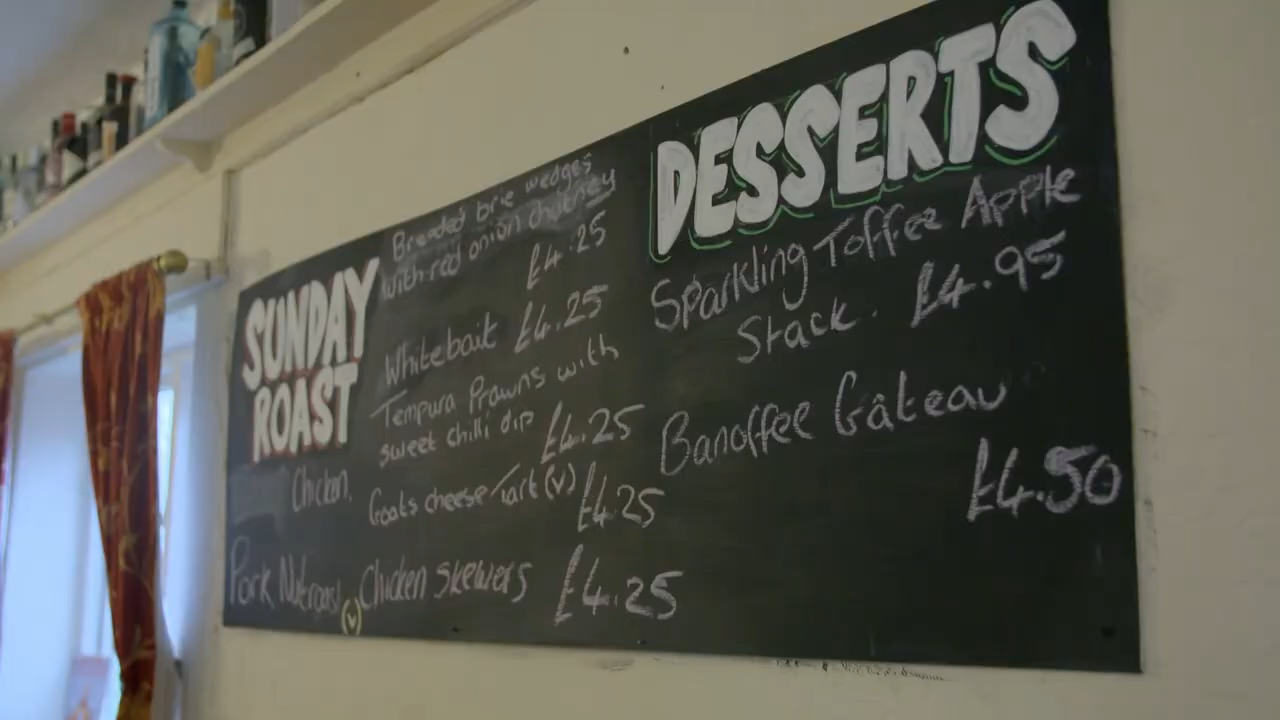 SUNDAY
ROAST
Chicken,
Pork Nutroast
(v)
Breaded brie wedges
with red onion chutney
£4.25
Whitebait £4.25
Tempura Prawns with
sweet chilli dip £4.25
Goats cheese Tart (v) £4.25
Chicken skewers £4.25
DESSERTS
Sparkling Toffee Apple
Stack. £4.95
Banoffee Gâteau
£4.50